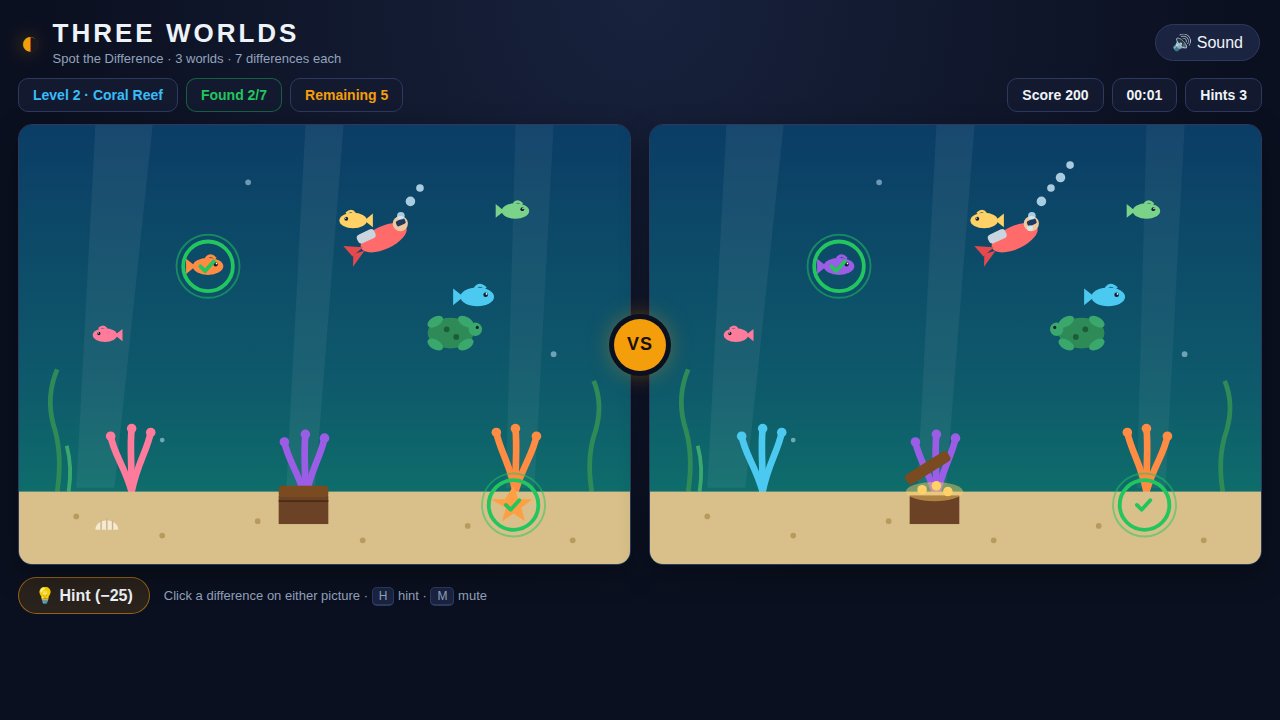 THREE WORLDS
Spot the Difference · 3 worlds · 7 differences each
🔊 Sound
Level 2 · Coral Reef
Found 2/7
Remaining 5
Score 200
00:01
Hints 3
VS
💡 Hint (−25)
Click a difference on either picture · H hint · M mute